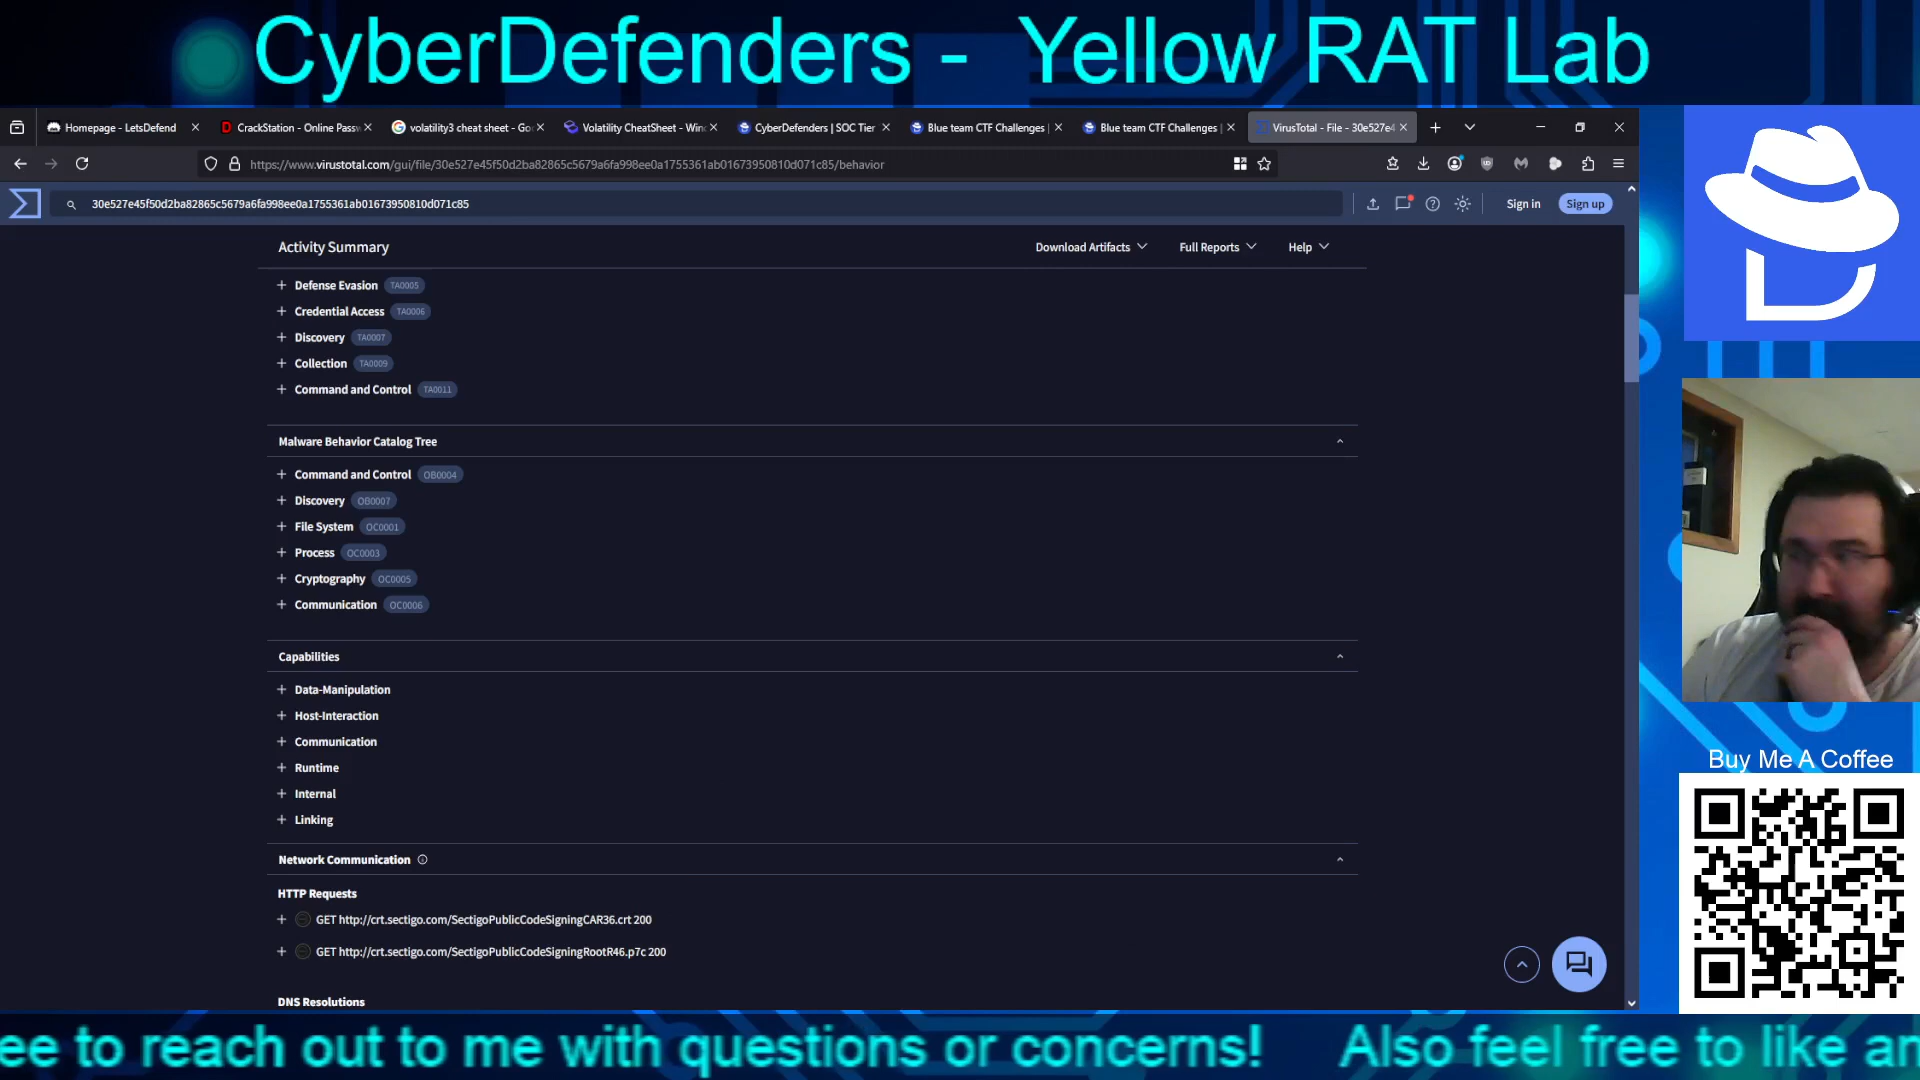 CyberDefenders - Yellow RAT Lab
Homepage - LetsDefend
CrackStation - Online Passw
volatility3 cheat sheet - Go
Volatility CheatSheet - Win
CyberDefenders | SOC Tier
Blue team CTF Challenges |
Blue team CTF Challenges |
VirusTotal - File - 30e527e4
https://www.virustotal.com/gui/file/30e527e45f50d2ba82865c5679a6fa998ee0a1755361ab01673950810d071c85/behavior
30e527e45f50d2ba82865c5679a6fa998ee0a1755361ab01673950810d071c85
Sign in
Sign up
Activity Summary
Download Artifacts
Full Reports
Help
Defense Evasion TA0005
Credential Access TA0006
Discovery TA0007
Collection TA0009
Command and Control TA0011
Malware Behavior Catalog Tree
Command and Control OB0004
Discovery OB0007
File System OC0001
Process OC0003
Cryptography OC0005
Communication OC0006
Capabilities
Data-Manipulation
Host-Interaction
Communication
Runtime
Internal
Linking
Network Communication
HTTP Requests
GET http://crt.sectigo.com/SectigoPublicCodeSigningCAR36.crt 200
GET http://crt.sectigo.com/SectigoPublicCodeSigningRootR46.p7c 200
DNS Resolutions
Buy Me A Coffee
ee to reach out to me with questions or concerns! Also feel free to like an